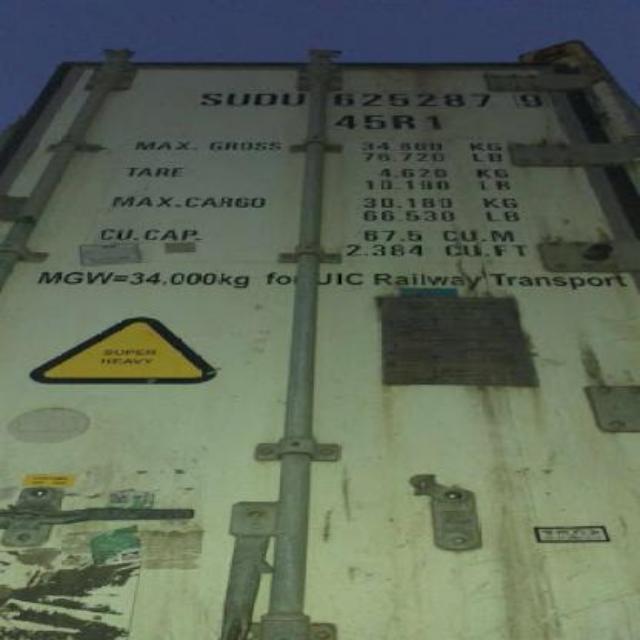 SUDU 625287 9
45R1
MAX. GROSS 34.800 KG
76.720 LB
TARE 4.620 KG
10.190 LB
MAX.CARGO 30.180 KG
66.530 LB
CU.CAP. 67.5 CU.M
2.384 CU.FT
MGW=34.000kg for UIC Railway Transport
SUPER
HEAVY